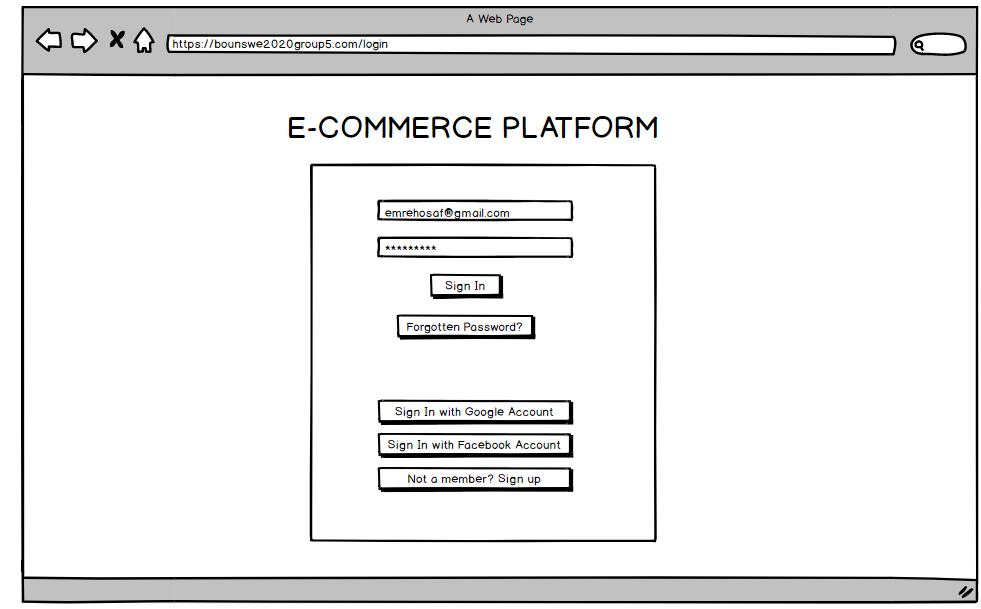 A Web Page
https://bounswe2020group5.com/login
E-COMMERCE PLATFORM
emrehosaf@gmail.com
*********
Sign In
Forgotten Password?
Sign In with Google Account
Sign In with Facebook Account
Not a member? Sign up